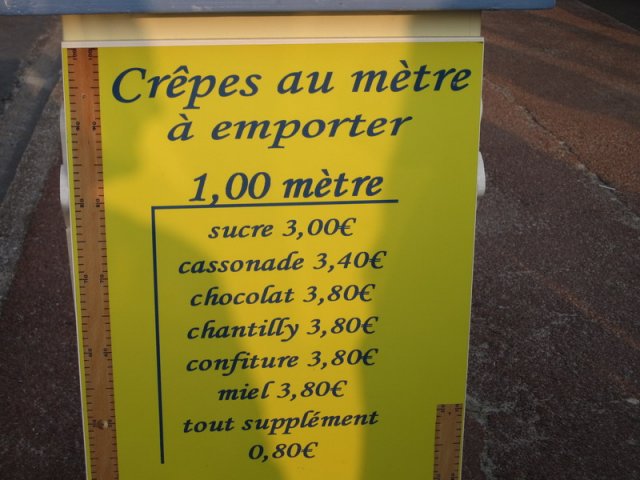 Crêpes au mètre
à emporter
1,00 mètre
sucre 3,00€
cassonade 3,40€
chocolat 3,80€
chantilly 3,80€
confiture 3,80€
miel 3,80€
tout supplément
0,80€